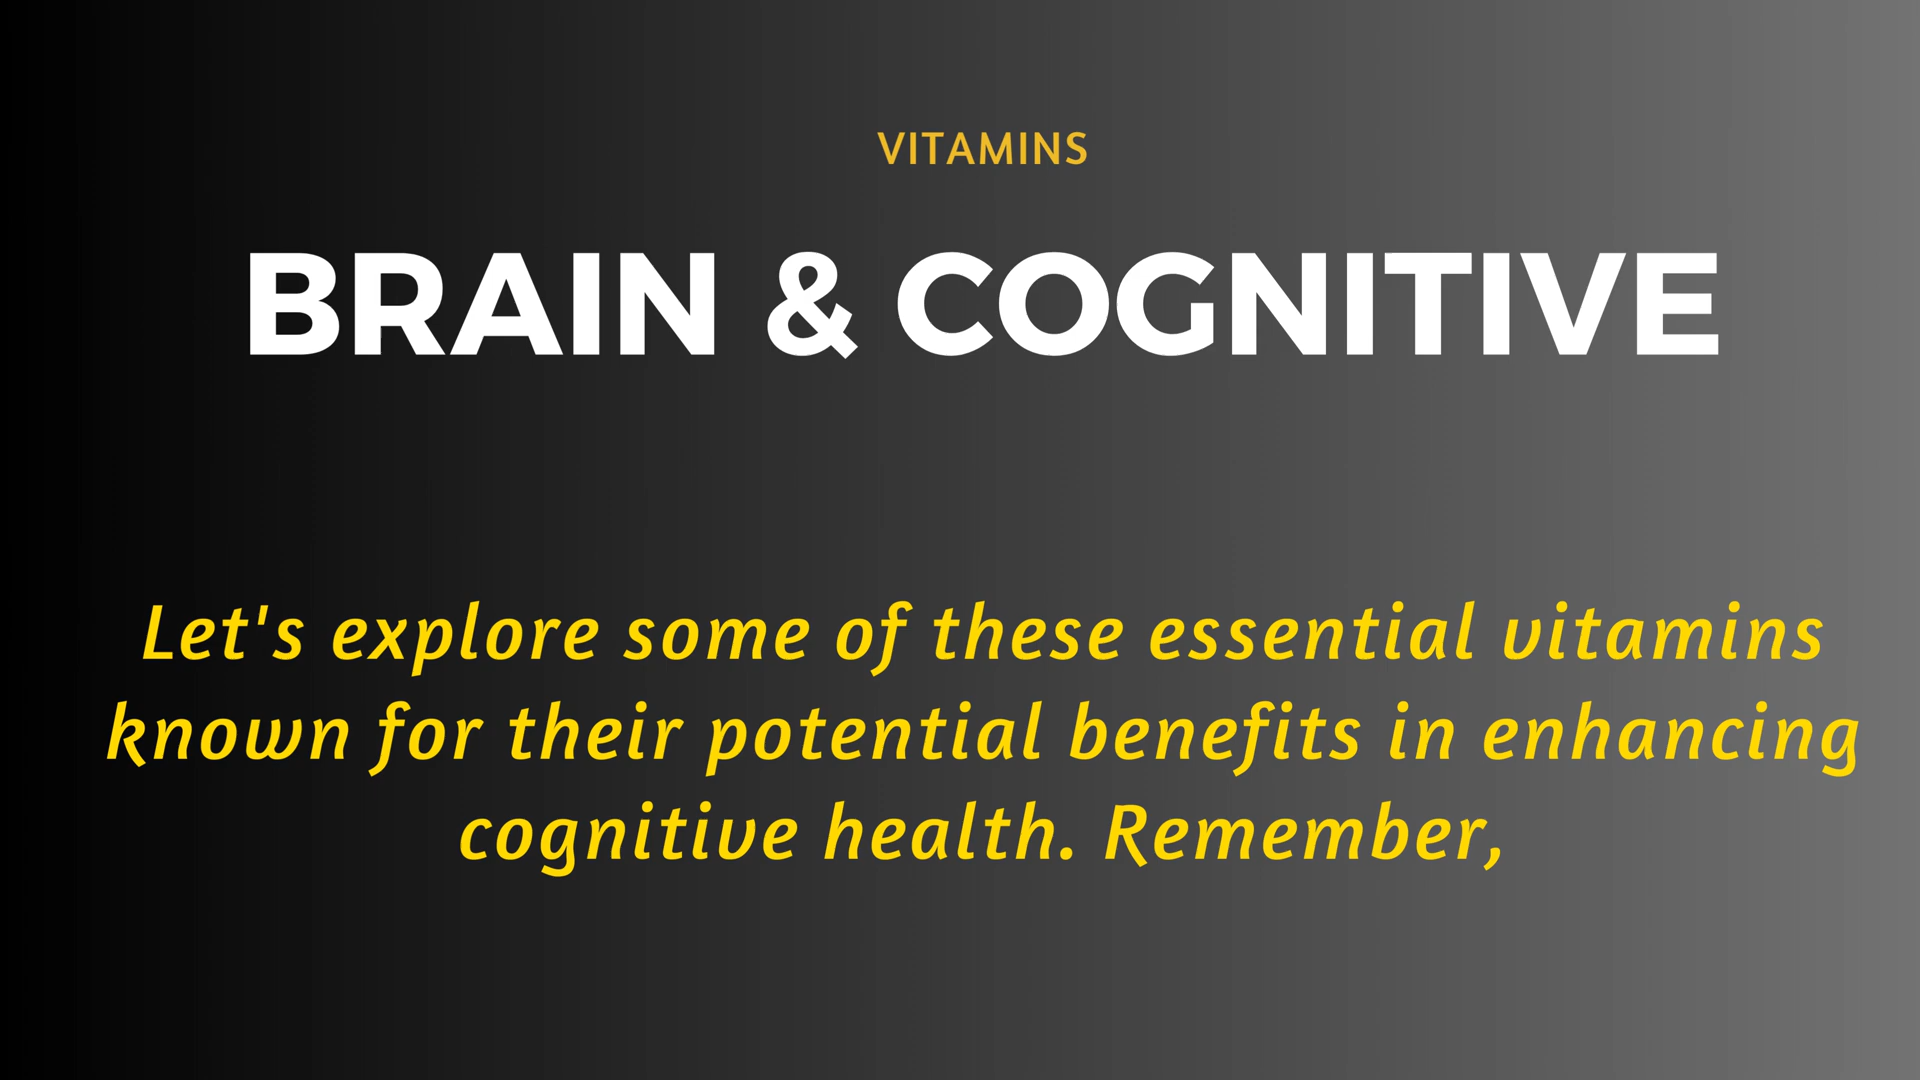 VITAMINS
BRAIN & COGNITIVE
Let's explore some of these essential vitamins
known for their potential benefits in enhancing
cognitive health. Remember,